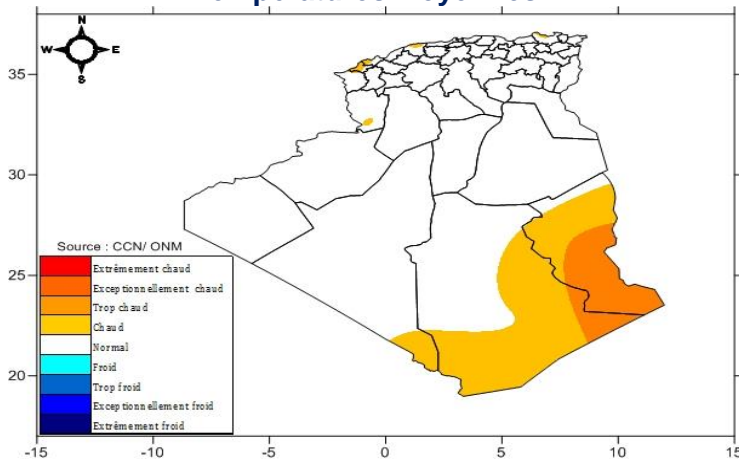 N
W E
S
35
30
25
20
Source : CCN/ ONM
Extrêmement chaud
Exceptionnellement chaud
Trop chaud
Chaud
Normal
Froid
Trop froid
Exceptionnellement froid
Extrêmement froid
-15 -10 -5 0 5 10 15